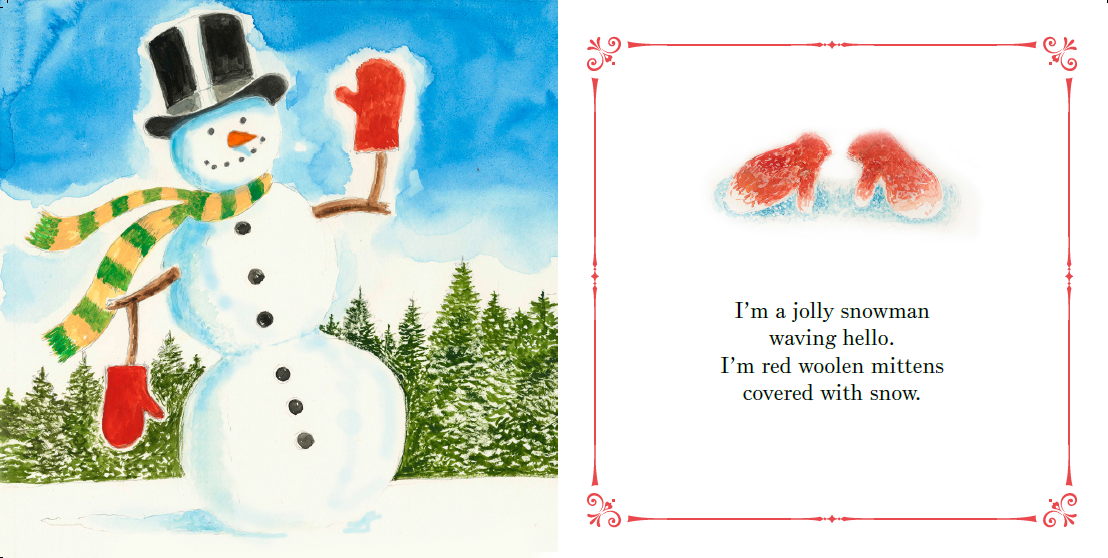 I’m a jolly snowman
waving hello.
I’m red woolen mittens
covered with snow.